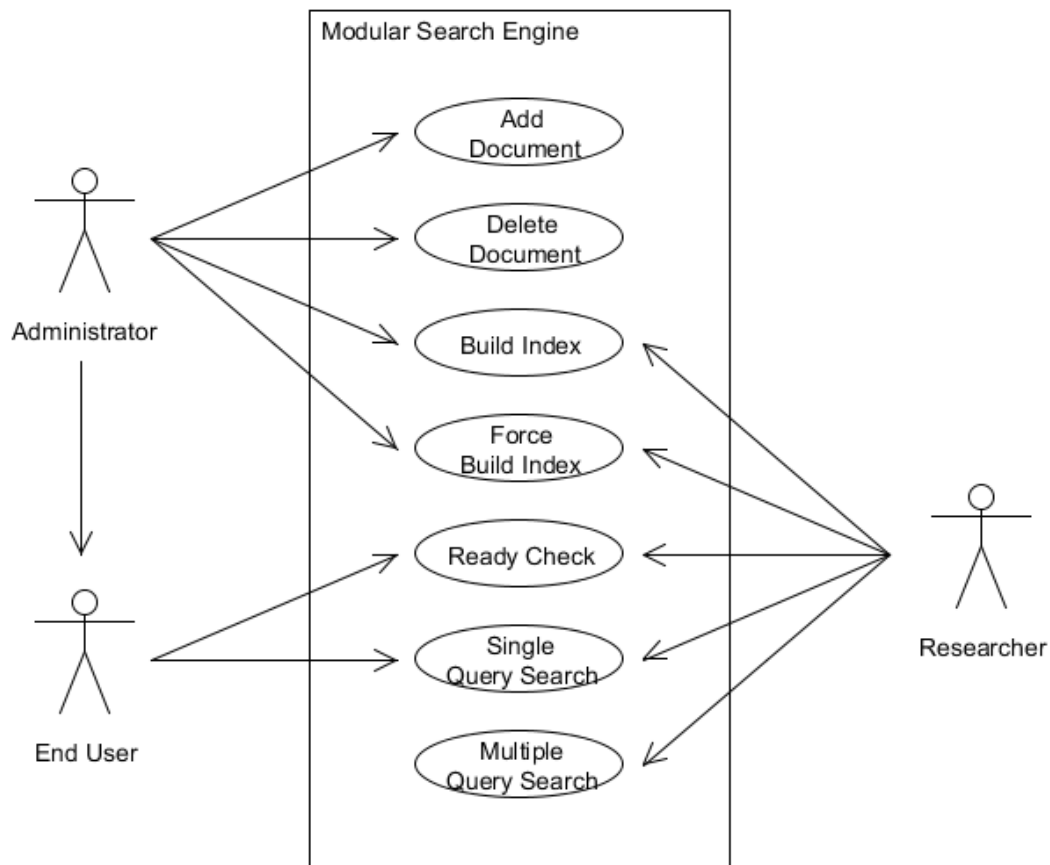 Modular Search Engine
Add
Document
Delete
Document
Administrator
Build Index
Force
Build Index
Ready Check
Single
Query Search
Researcher
End User
Multiple
Query Search